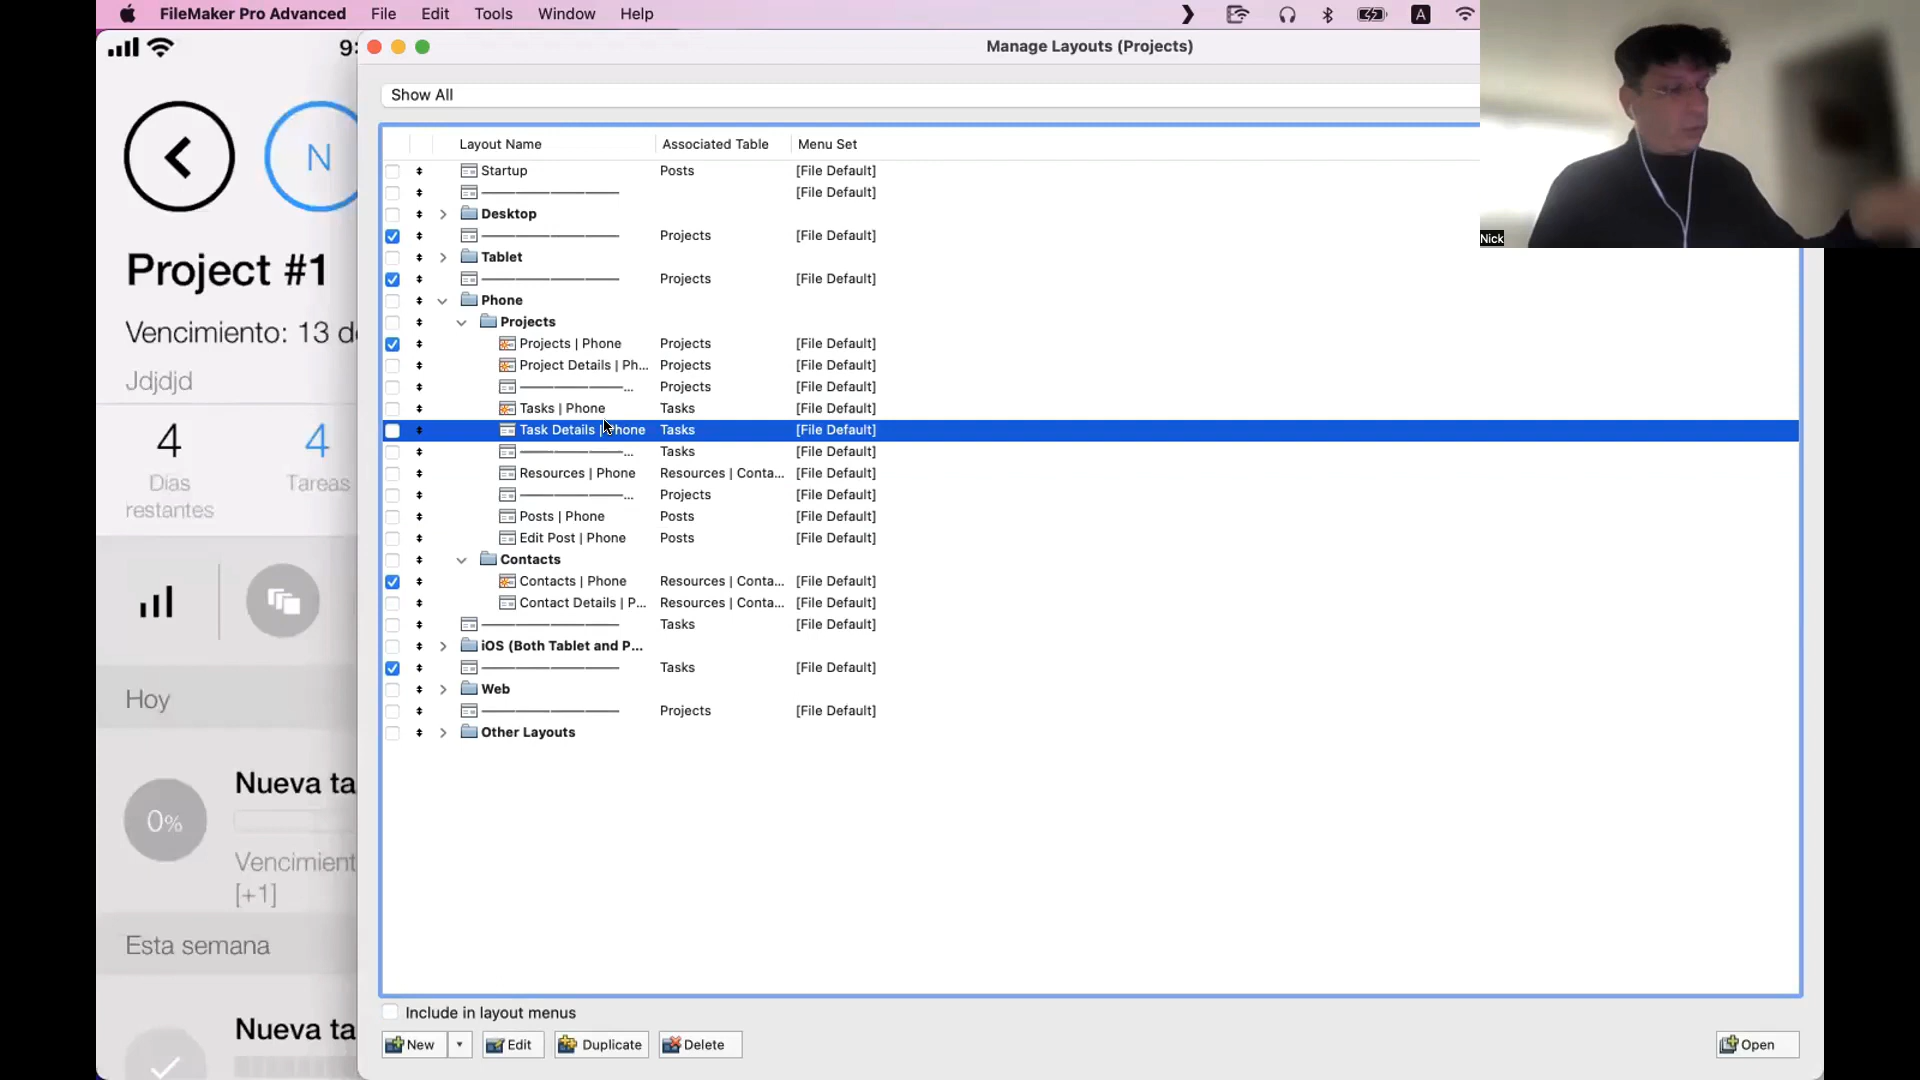 FileMaker Pro Advanced File Edit Tools Window Help A
9:
Manage Layouts (Projects)
Show All
Layout Name Associated Table Menu Set
Startup Posts [File Default]
[File Default]
Desktop
Projects [File Default]
Tablet
Projects [File Default]
Phone
Projects
Projects | Phone Projects [File Default]
Project Details | Ph... Projects [File Default]
... Projects [File Default]
Tasks | Phone Tasks [File Default]
Task Details | Phone Tasks [File Default]
... Tasks [File Default]
Resources | Phone Resources | Conta... [File Default]
... Projects [File Default]
Posts | Phone Posts [File Default]
Edit Post | Phone Posts [File Default]
Contacts
Contacts | Phone Resources | Conta... [File Default]
Contact Details | P... Resources | Conta... [File Default]
Tasks [File Default]
iOS (Both Tablet and P...
Tasks [File Default]
Web
Projects [File Default]
Other Layouts
Include in layout menus
New Edit Duplicate Delete Open
N
Project #1
Vencimiento: 13 de
Jdjdjd
4 4
Días Tareas
restantes
Hoy
Nueva ta
0%
Vencimient
[+1]
Esta semana
Nueva ta
Nick